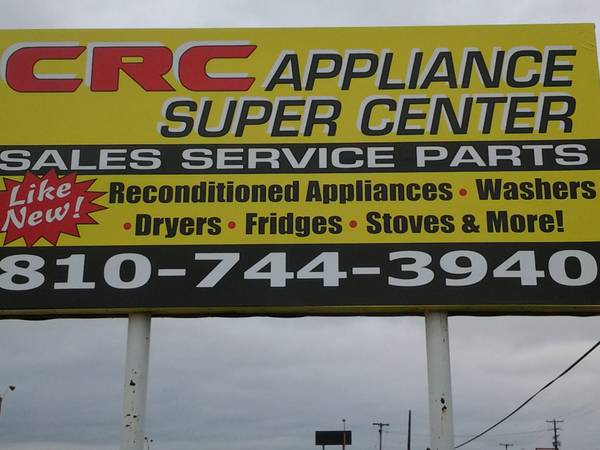 CRC APPLIANCE
SUPER CENTER
SALES SERVICE PARTS
Like New!
Reconditioned Appliances • Washers
• Dryers • Fridges • Stoves & More!
810-744-3940